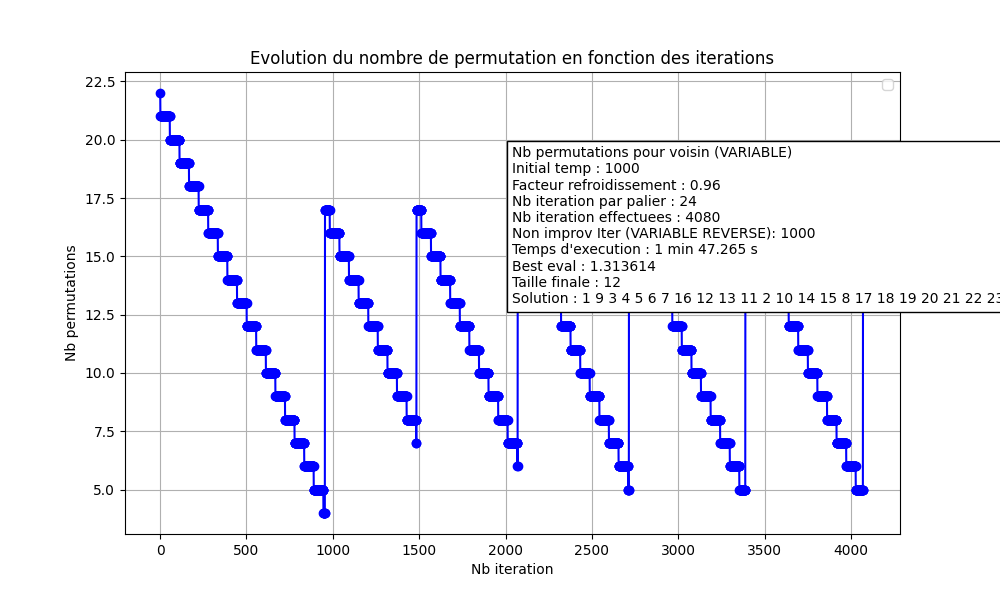 Evolution du nombre de permutation en fonction des iterations
22.5
20.0
17.5
15.0
12.5
10.0
7.5
5.0
Nb permutations
Nb permutations pour voisin (VARIABLE)
Initial temp : 1000
Facteur refroidissement : 0.96
Nb iteration par palier : 24
Nb iteration effectuees : 4080
Non improv Iter (VARIABLE REVERSE): 1000
Temps d'execution : 1 min 47.265 s
Best eval : 1.313614
Taille finale : 12
Solution : 1 9 3 4 5 6 7 16 12 13 11 2 10 14 15 8 17 18 19 20 21 22 23
0 500 1000 1500 2000 2500 3000 3500 4000
Nb iteration